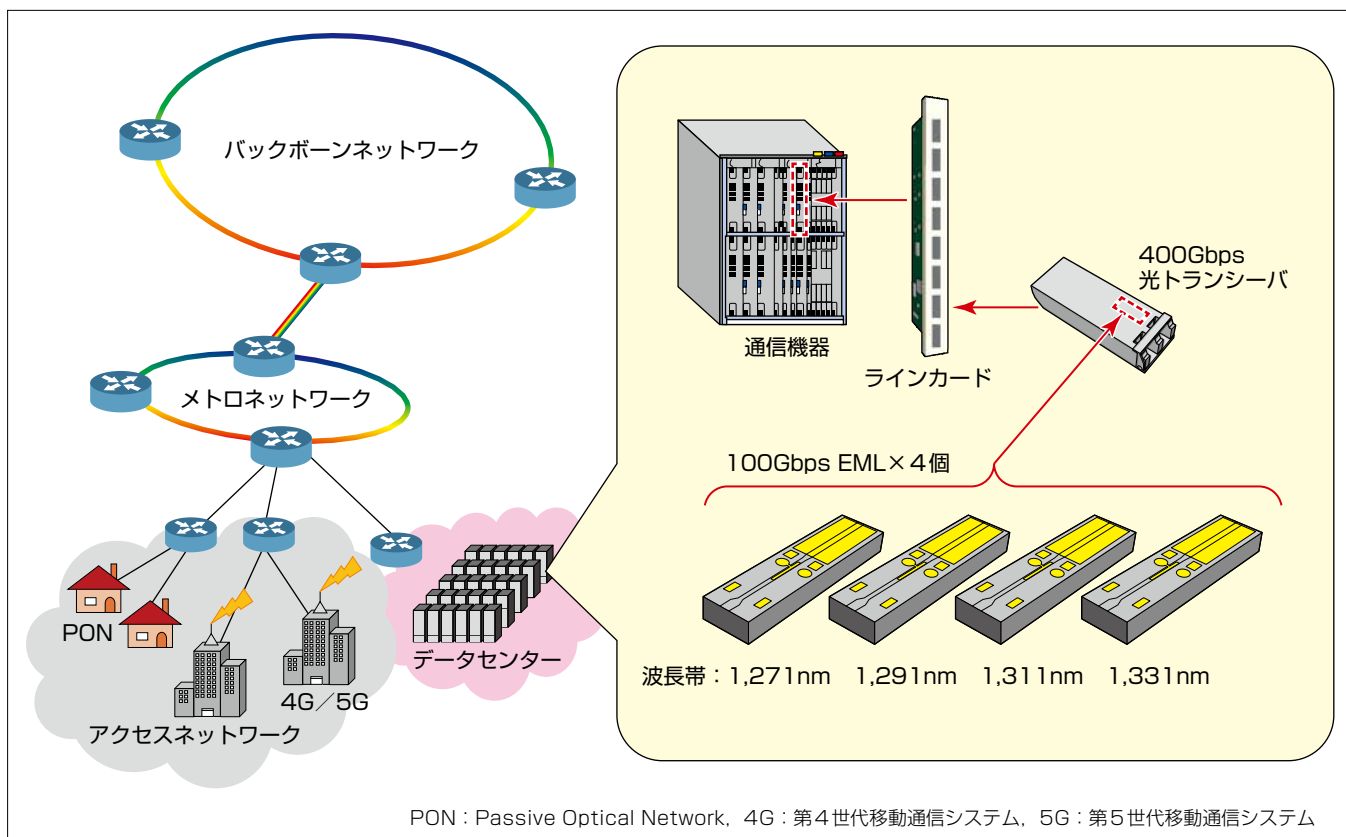 バックボーンネットワーク
メトロネットワーク
PON
4G／5G
アクセスネットワーク
データセンター
通信機器
ラインカード
400Gbps
光トランシーバ
100Gbps EML×4個
波長帯：1,271nm 1,291nm 1,311nm 1,331nm
PON：Passive Optical Network, 4G：第4世代移動通信システム, 5G：第5世代移動通信システム